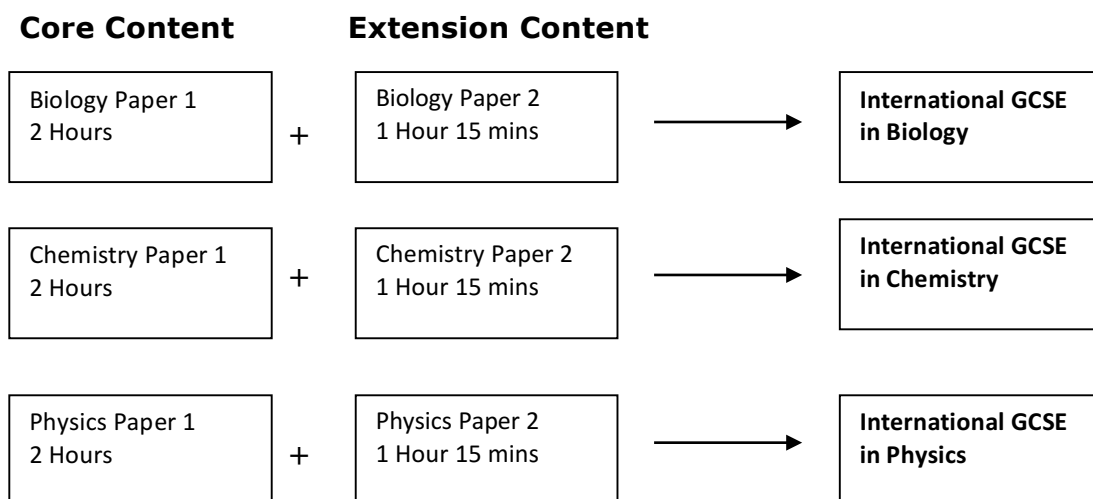 Core Content
Extension Content
Biology Paper 1
2 Hours
+
Biology Paper 2
1 Hour 15 mins
International GCSE
in Biology
Chemistry Paper 1
2 Hours
+
Chemistry Paper 2
1 Hour 15 mins
International GCSE
in Chemistry
Physics Paper 1
2 Hours
+
Physics Paper 2
1 Hour 15 mins
International GCSE
in Physics